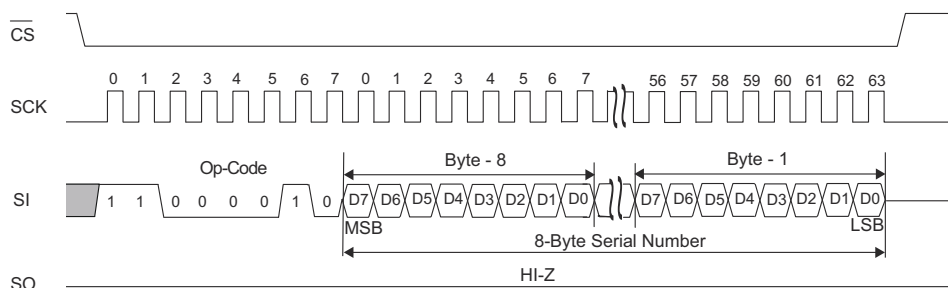 CS
0 1 2 3 4 5 6 7 0 1 2 3 4 5 6 7 56 57 58 59 60 61 62 63
SCK
Op-Code
Byte - 8
Byte - 1
SI
1 1 0 0 0 0 1 0 D7 D6 D5 D4 D3 D2 D1 D0 D7 D6 D5 D4 D3 D2 D1 D0
MSB
LSB
8-Byte Serial Number
HI-Z
SO